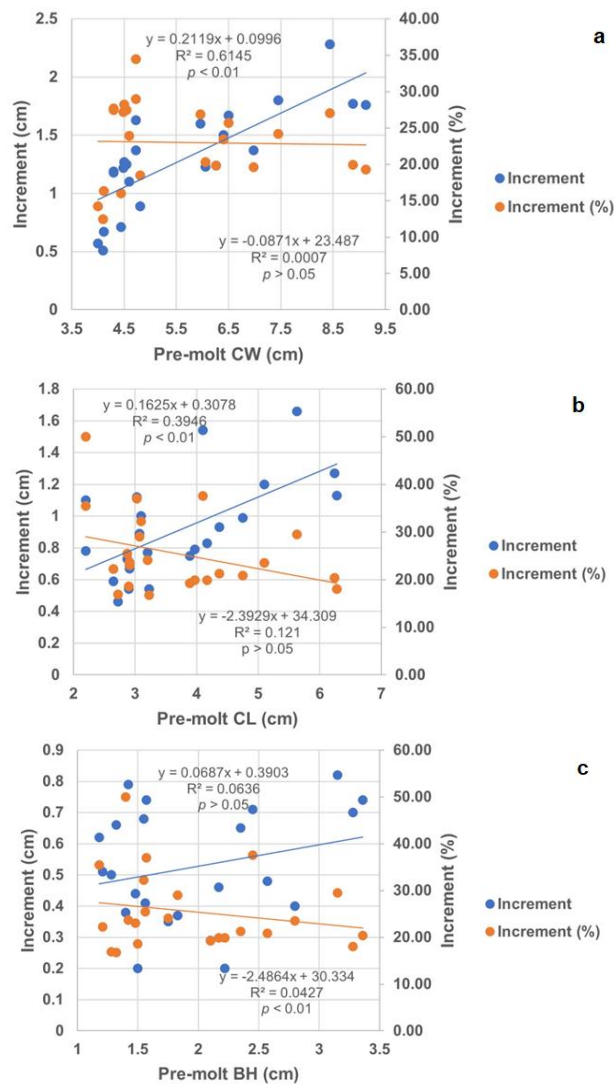 a
y = 0.2119x + 0.0996
R² = 0.6145
p < 0.01
2.5
2
1.5
1
0.5
0
40.00
35.00
30.00
25.00
20.00
15.00
10.00
5.00
0.00
Increment (cm)
Increment (%)
Increment
Increment (%)
y = -0.0871x + 23.487
R² = 0.0007
p > 0.05
3.5 4.5 5.5 6.5 7.5 8.5 9.5
Pre-molt CW (cm)
b
y = 0.1625x + 0.3078
R² = 0.3946
p < 0.01
1.8
1.6
1.4
1.2
1
0.8
0.6
0.4
0.2
0
60.00
50.00
40.00
30.00
20.00
10.00
0.00
Increment (cm)
Increment (%)
Increment
Increment (%)
y = -2.3929x + 34.309
R² = 0.121
p > 0.05
2 3 4 5 6 7
Pre-molt CL (cm)
c
y = 0.0687x + 0.3903
R² = 0.0636
p > 0.05
0.9
0.8
0.7
0.6
0.5
0.4
0.3
0.2
0.1
0
60.00
50.00
40.00
30.00
20.00
10.00
0.00
Increment (cm)
Increment (%)
Increment
Increment (%)
y = -2.4864x + 30.334
R² = 0.0427
p < 0.01
1 1.5 2 2.5 3 3.5
Pre-molt BH (cm)